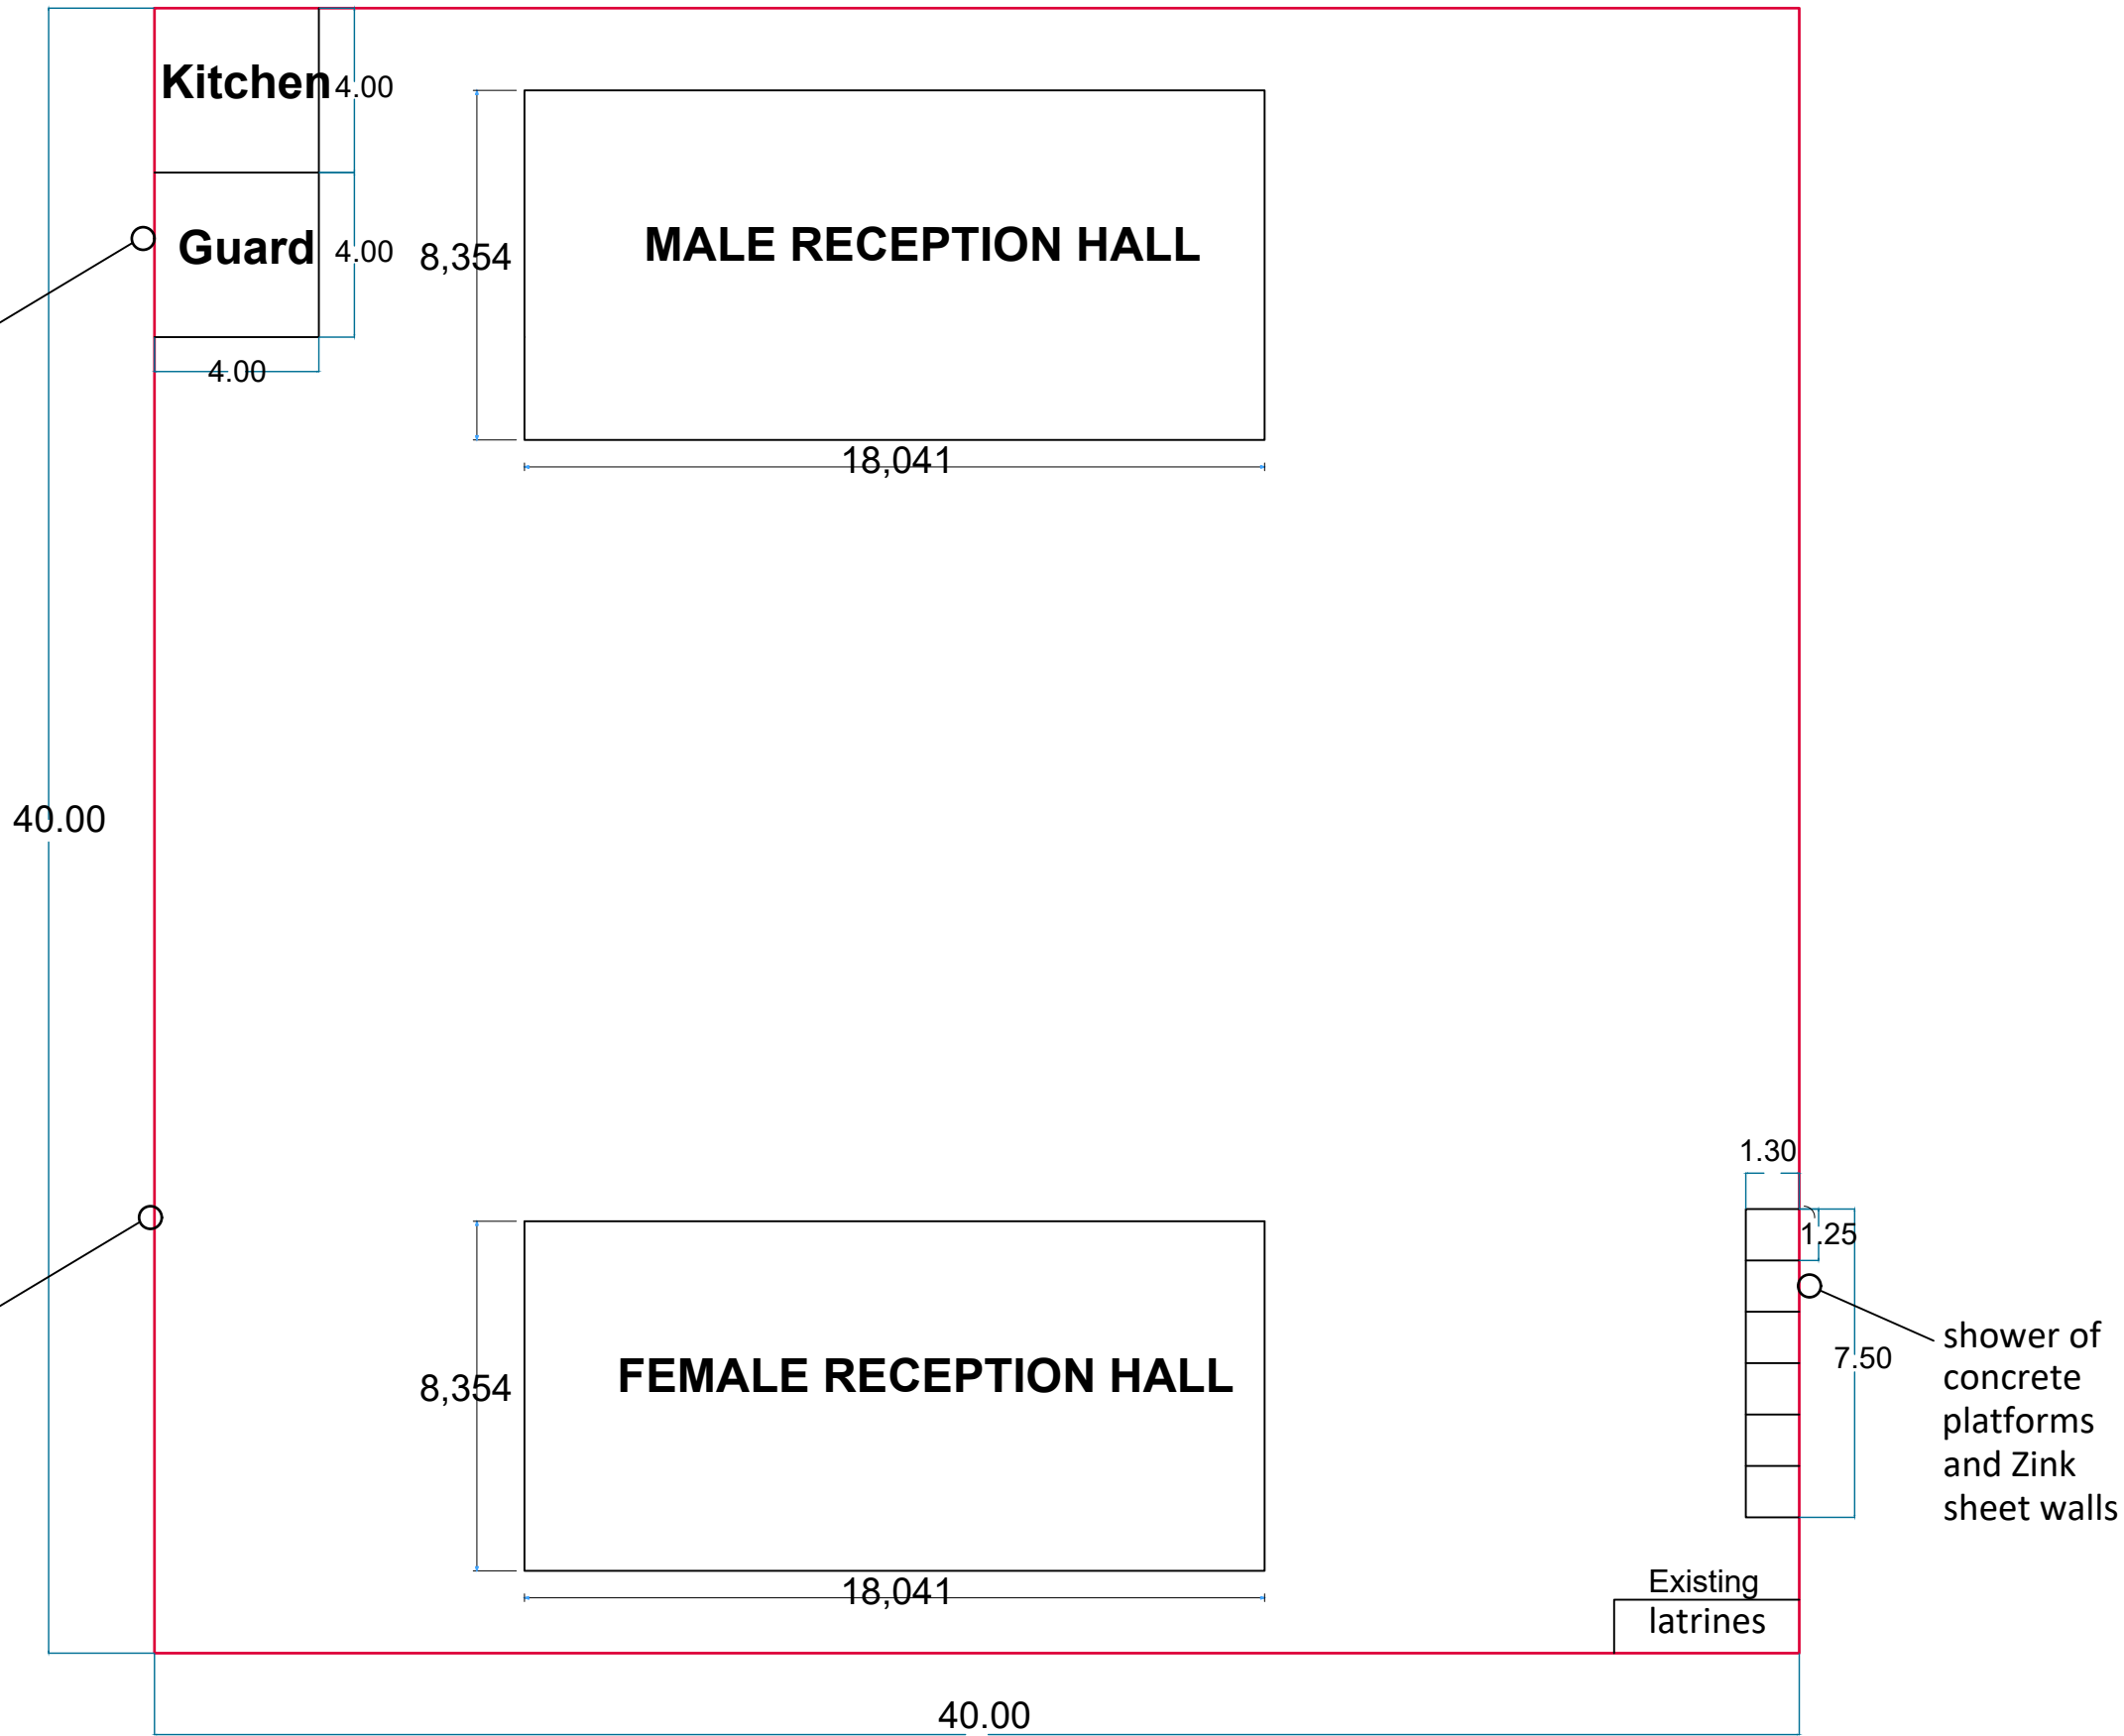 Kitchen
4.00
Guard
4.00
4.00
8,354
MALE RECEPTION HALL
18,041
40.00
1.30
1.25
7.50
shower of
concrete
platforms
and Zink
sheet walls
8,354
FEMALE RECEPTION HALL
18,041
Existing
latrines
40.00